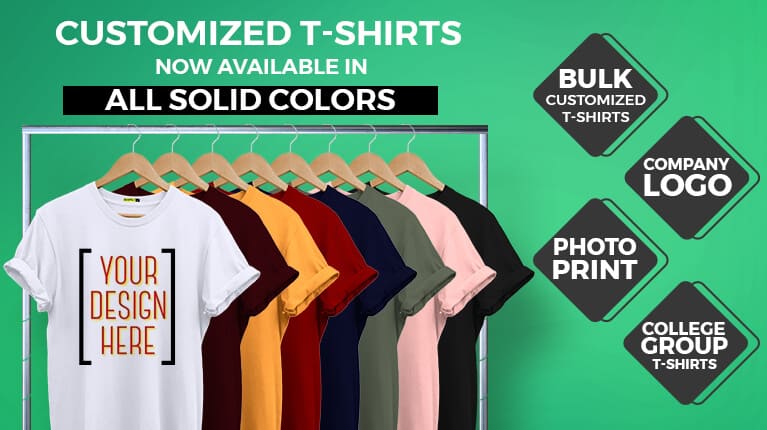 CUSTOMIZED T-SHIRTS
NOW AVAILABLE IN
ALL SOLID COLORS
YOUR
DESIGN
HERE
BULK
CUSTOMIZED
T-SHIRTS
COMPANY
LOGO
PHOTO
PRINT
COLLEGE
GROUP
T-SHIRTS